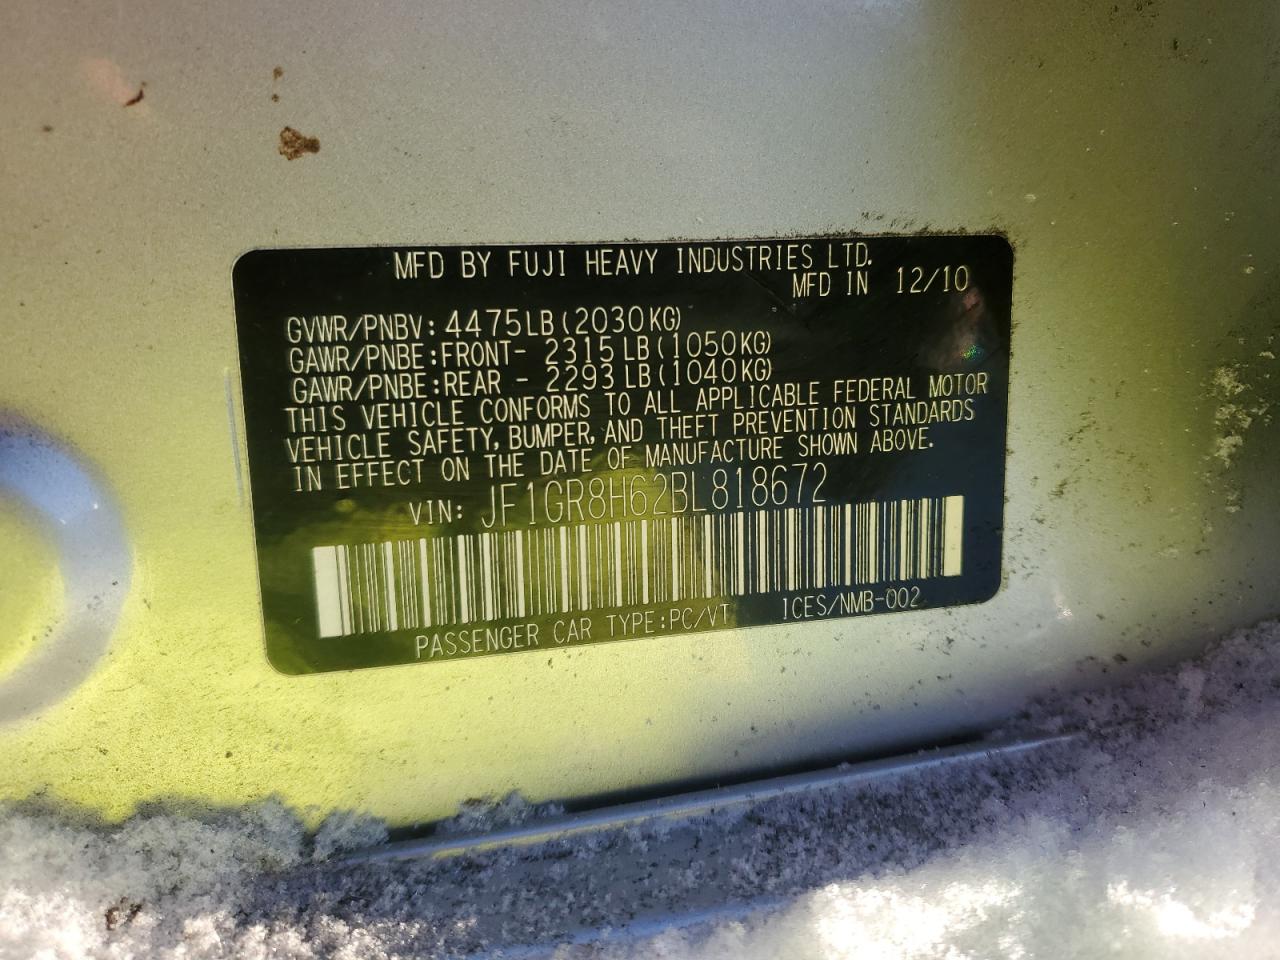 MFD BY FUJI HEAVY INDUSTRIES LTD.
MFD IN 12/10
GVWR/PNBV: 4475LB(2030KG)
GAWR/PNBE:FRONT- 2315LB(1050KG)
GAWR/PNBE:REAR - 2293LB(1040KG)
THIS VEHICLE CONFORMS TO ALL APPLICABLE FEDERAL MOTOR
VEHICLE SAFETY, BUMPER, AND THEFT PREVENTION STANDARDS
IN EFFECT ON THE DATE OF MANUFACTURE SHOWN ABOVE.
VIN: JF1GR8H62BL818672
PASSENGER CAR TYPE:PC/VT ICES/NMB-002